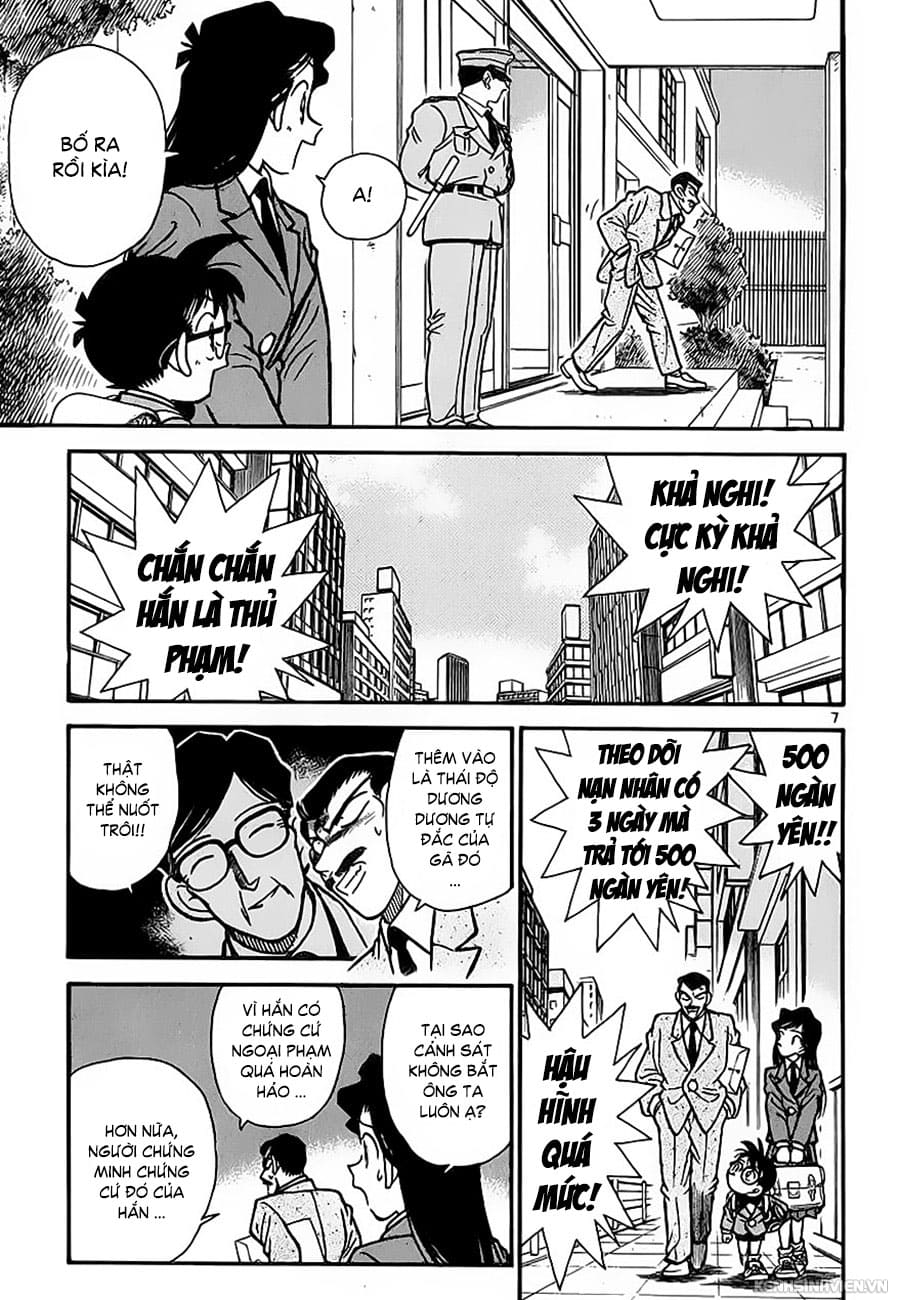 A!
BỐ RA
RỒI KÌA!
KHẢ NGHI!
CỰC KỲ KHẢ
NGHI!
CHẮN CHẮN
HẮN LÀ THỦ
PHẠM!
7
500
NGÀN
YÊN!!
THEO DÕI
NẠN NHÂN CÓ
3 NGÀY MÀ
TRẢ TỚI 500
NGÀN YÊN!
HẬU
HĨNH
QUÁ
MỨC!
THÊM VÀO
LÀ THÁI ĐỘ
DƯƠNG
DƯƠNG TỰ
ĐẮC CỦA
GÃ ĐÓ
...
THẬT
KHÔNG
THỂ NUỐT
TRÔI!!
TẠI SAO
CẢNH SÁT
KHÔNG BẮT
ÔNG TA
LUÔN Ạ?
VÌ HẮN CÓ
CHỨNG CỨ
NGOẠI PHẠM
QUÁ HOÀN
HẢO ...
HƠN NỮA,
NGƯỜI CHỨNG
MINH CHỨNG
CỨ ĐÓ CỦA
HẮN ...
KENHSINHVIEN.VN